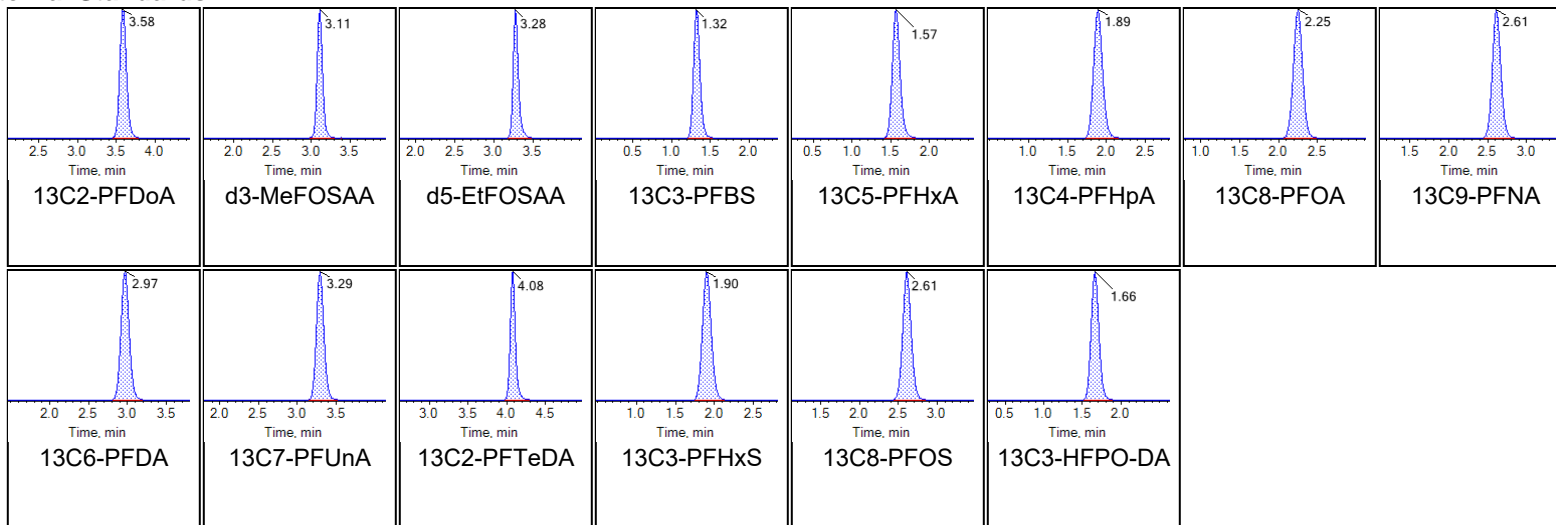 3.58 3.11 3.28 1.32 1.57 1.89 2.25 2.61
2.5 3.0 3.5 4.0 2.0 2.5 3.0 3.5 2.0 2.5 3.0 3.5 0.5 1.0 1.5 2.0 0.5 1.0 1.5 2.0 1.0 1.5 2.0 2.5 1.0 1.5 2.0 2.5 1.5 2.0 2.5 3.0
Time, min Time, min Time, min Time, min Time, min Time, min Time, min Time, min
13C2-PFDoA d3-MeFOSAA d5-EtFOSAA 13C3-PFBS 13C5-PFHxA 13C4-PFHpA 13C8-PFOA 13C9-PFNA
2.97 3.29 4.08 1.90 2.61 1.66
2.0 2.5 3.0 3.5 2.0 2.5 3.0 3.5 3.0 3.5 4.0 4.5 1.0 1.5 2.0 2.5 1.5 2.0 2.5 3.0 0.5 1.0 1.5 2.0
Time, min Time, min Time, min Time, min Time, min Time, min
13C6-PFDA 13C7-PFUnA 13C2-PFTeDA 13C3-PFHxS 13C8-PFOS 13C3-HFPO-DA